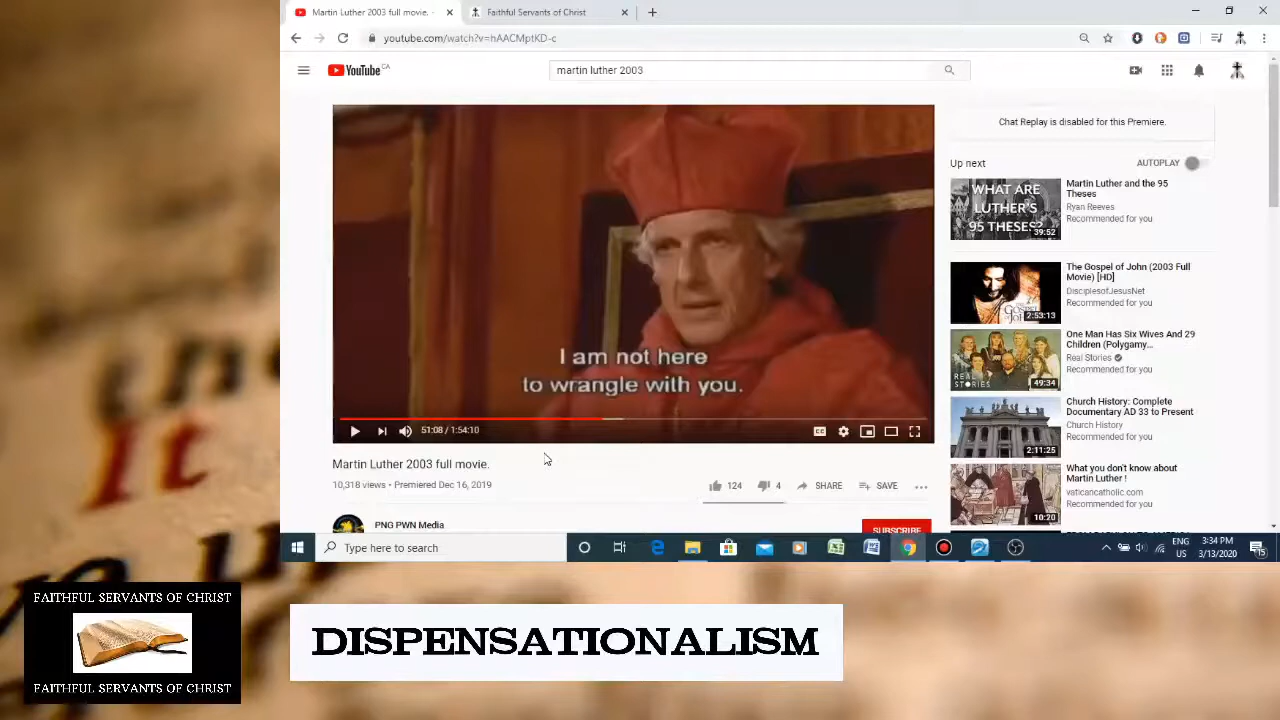 Martin Luther 2003 full movie. -
Faithful Servants of Christ
youtube.com/watch?v=hAACMptKD-c
YouTube CA
martin luther 2003
I am not here
to wrangle with you.
51:08 / 1:54:10
Martin Luther 2003 full movie.
10,318 views • Premiered Dec 16, 2019
124
4
SHARE
SAVE
PNG PWN Media
SUBSCRIBE
Chat Replay is disabled for this Premiere.
Up next
AUTOPLAY
WHAT ARE
LUTHER'S
95 THESES?
39:52
Martin Luther and the 95
Theses
Ryan Reeves
Recommended for you
2:53:13
The Gospel of John (2003 Full
Movie) [HD]
DisciplesofJesusNet
Recommended for you
REAL
STORIES
49:34
One Man Has Six Wives And 29
Children (Polygamy...
Real Stories
Recommended for you
2:11:25
Church History: Complete
Documentary AD 33 to Present
Church History
Recommended for you
10:20
What you don't know about
Martin Luther !
vaticancatholic.com
Recommended for you
Type here to search
ENG
US
3:34 PM
3/13/2020
15
It
FAITHFUL SERVANTS OF CHRIST
FAITHFUL SERVANTS OF CHRIST
DISPENSATIONALISM